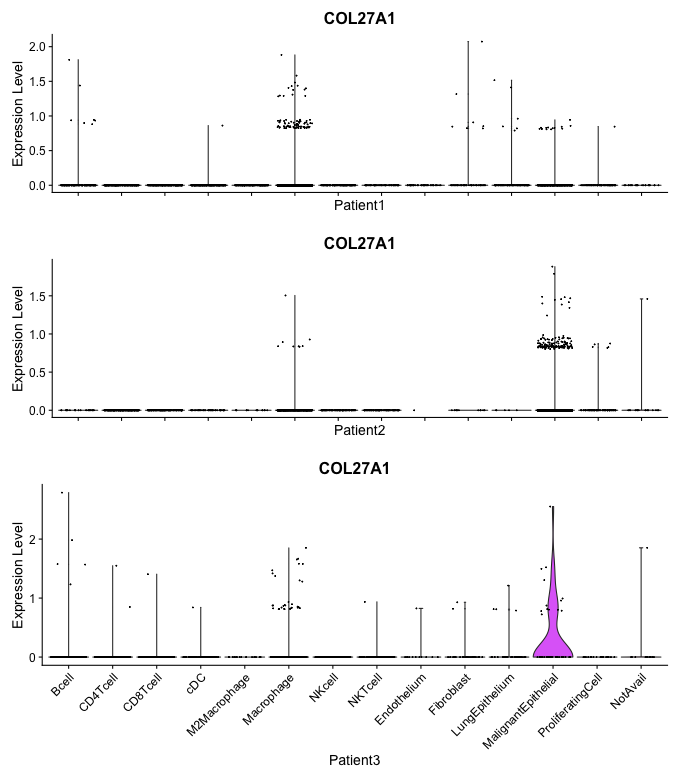 COL27A1
Expression Level
2.0
1.5
1.0
0.5
0.0
Patient1
COL27A1
Expression Level
1.5
1.0
0.5
0.0
Patient2
COL27A1
Expression Level
2
1
0
Bcell
CD4Tcell
CD8Tcell
cDC
M2Macrophage
Macrophage
NKcell
NKTcell
Endothelium
Fibroblast
LungEpithelium
MalignantEpithelial
ProliferatingCell
NotAvail
Patient3